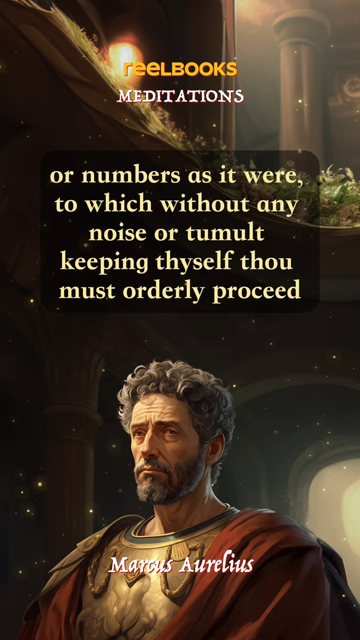 reelbooks
MEDITATIONS
or numbers as it were,
to which without any
noise or tumult
keeping thyself thou
must orderly proceed
Marcus Aurelius